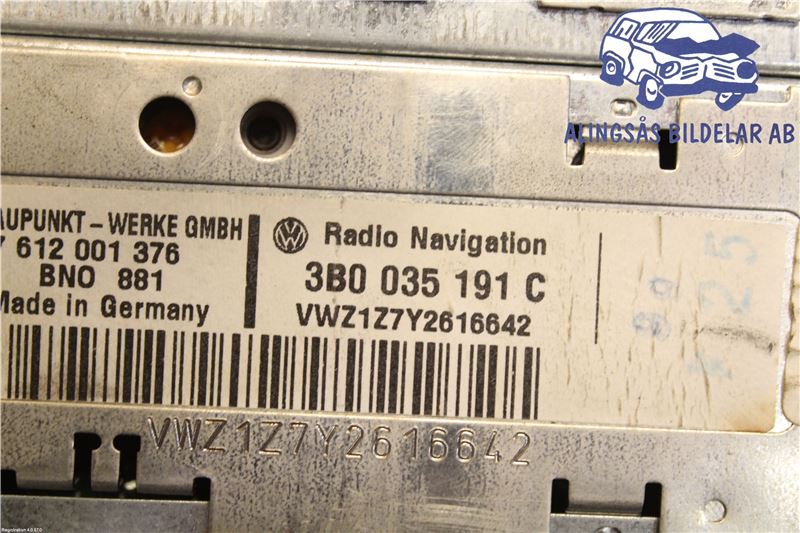 ALINGSÅS BILDELAR AB
AUPUNKT-WERKE GMBH
7 612 001 376
BNO 881
Made in Germany
Radio Navigation
3B0 035 191 C
VWZ1Z7Y2616642
VWZ1Z7Y2616642